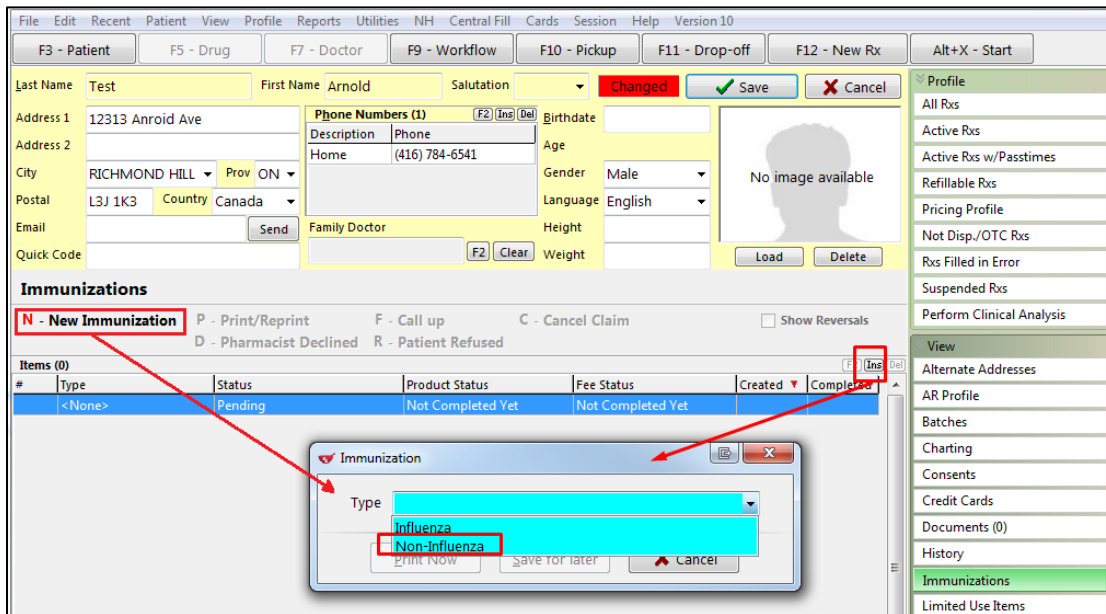 File Edit Recent Patient View Profile Reports Utilities NH Central Fill Cards Session Help Version 10
F3 - Patient F5 - Drug F7 - Doctor F9 - Workflow F10 - Pickup F11 - Drop-off F12 - New Rx Alt+X - Start
Last Name Test First Name Arnold Salutation Changed Save Cancel
Address 1 12313 Anroid Ave
Address 2
City RICHMOND HILL Prov ON
Postal L3J 1K3 Country Canada
Email Send
Quick Code
Phone Numbers (1) F2 Ins Del
Description Phone
Home (416) 784-6541
Family Doctor
F2 Clear
Birthdate
Age
Gender Male
Language English
Height
Weight
No image available
Load Delete
Immunizations
N - New Immunization P - Print/Reprint F - Call up C - Cancel Claim Show Reversals
D - Pharmacist Declined R - Patient Refused
Items (0) Ins Del
# Type Status Product Status Fee Status Created Completed
<None> Pending Not Completed Yet Not Completed Yet
Immunization
Type
Influenza
Non-Influenza
Print Now Save for later Cancel
Profile
All Rxs
Active Rxs
Active Rxs w/Passtimes
Refillable Rxs
Pricing Profile
Not Disp./OTC Rxs
Rxs Filled in Error
Suspended Rxs
Perform Clinical Analysis
View
Alternate Addresses
AR Profile
Batches
Charting
Consents
Credit Cards
Documents (0)
History
Immunizations
Limited Use Items